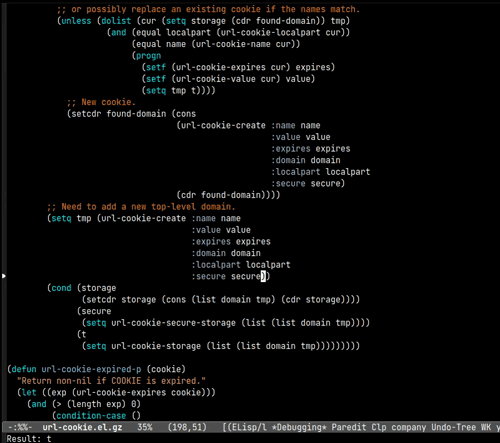 ;; or possibly replace an existing cookie if the names match.
(unless (dolist (cur (setq storage (cdr found-domain)) tmp)
(and (equal localpart (url-cookie-localpart cur))
(equal name (url-cookie-name cur))
(progn
(setf (url-cookie-expires cur) expires)
(setf (url-cookie-value cur) value)
(setq tmp t))))
;; New cookie.
(setcdr found-domain (cons
(url-cookie-create :name name
:value value
:expires expires
:domain domain
:localpart localpart
:secure secure)
(cdr found-domain))))
;; Need to add a new top-level domain.
(setq tmp (url-cookie-create :name name
:value value
:expires expires
:domain domain
:localpart localpart
:secure secure))
(cond (storage
(setcdr storage (cons (list domain tmp) (cdr storage))))
(secure
(setq url-cookie-secure-storage (list (list domain tmp))))
(t
(setq url-cookie-storage (list (list domain tmp)))))))))
(defun url-cookie-expired-p (cookie)
"Return non-nil if COOKIE is expired."
(let ((exp (url-cookie-expires cookie)))
(and (> (length exp) 0)
(condition-case ()
-:%%- url-cookie.el.gz 35% (198,51) [(ELisp/l *Debugging* Paredit Clp company Undo-Tree WK y
Result: t